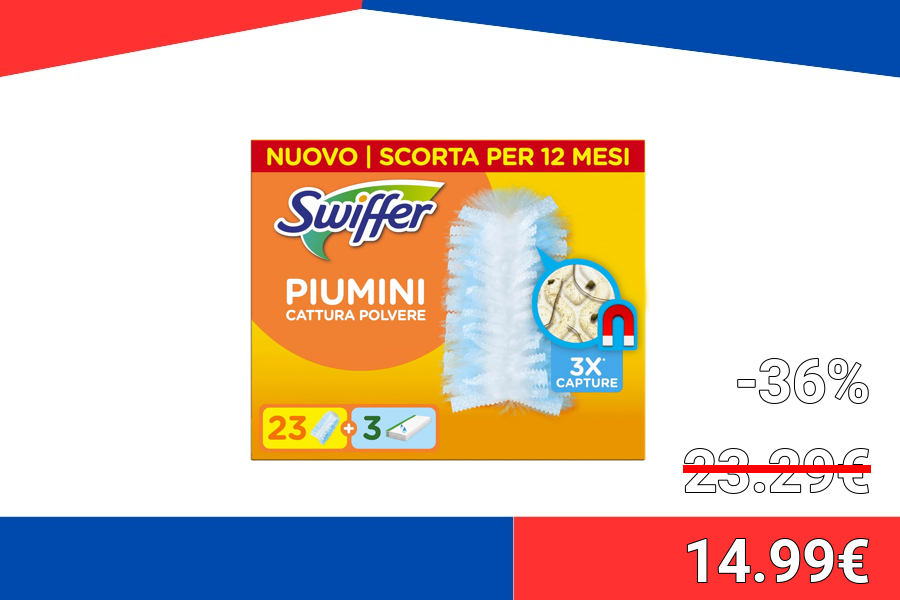 NUOVO | SCORTA PER 12 MESI
Swiffer
PIUMINI
CATTURA POLVERE
3X*
CAPTURE
23 + 3
-36%
23.29€
14.99€